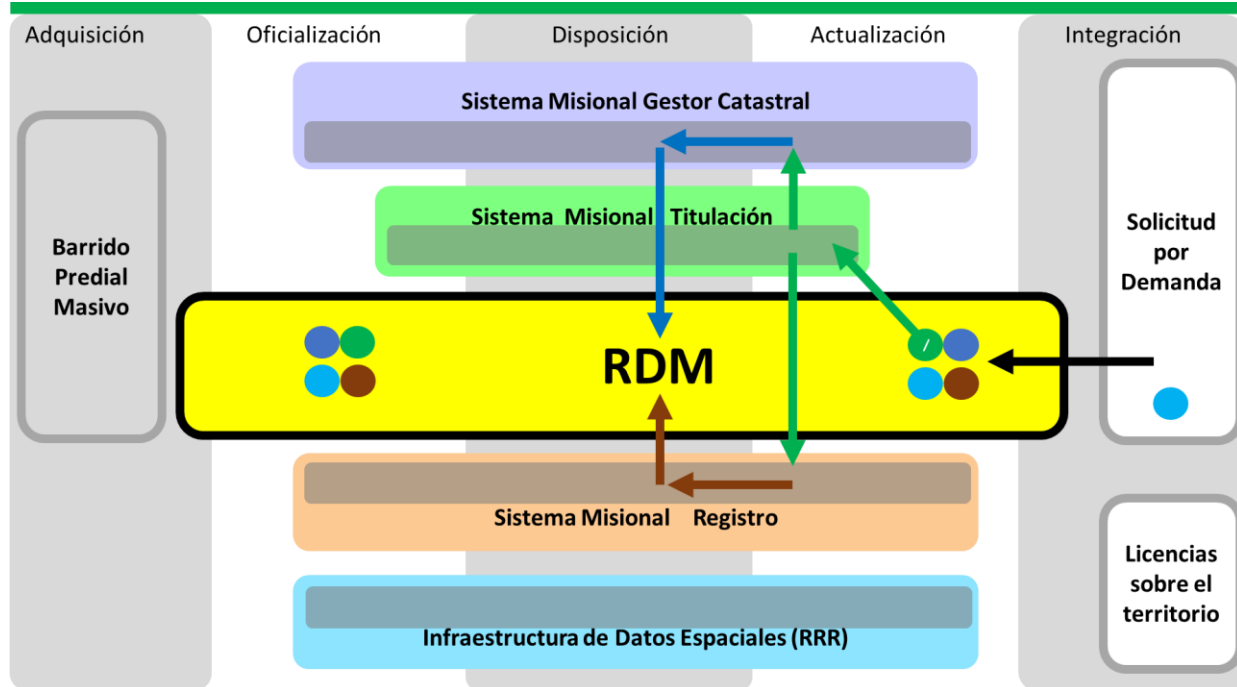 Adquisición
Oficialización
Disposición
Actualización
Integración
Sistema Misional Gestor Catastral
Sistema Misional Titulación
Barrido
Predial
Masivo
Solicitud
por
Demanda
RDM
/
Sistema Misional Registro
Licencias
sobre el
territorio
Infraestructura de Datos Espaciales (RRR)